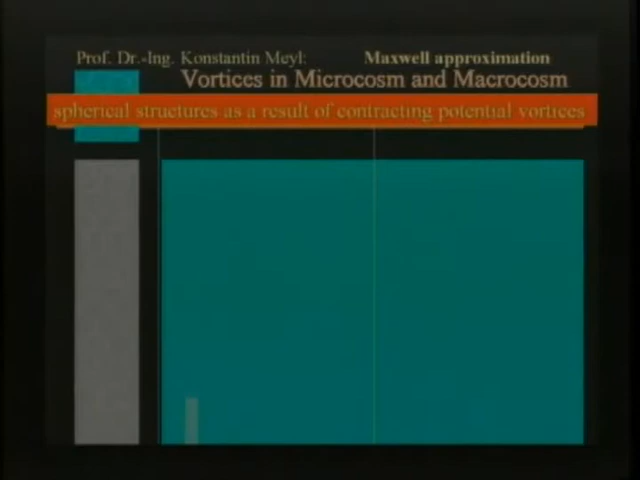 Prof. Dr.-Ing. Konstantin Meyl: Maxwell approximation
Vortices in Microcosm and Macrocosm
spherical structures as a result of contracting potential vortices